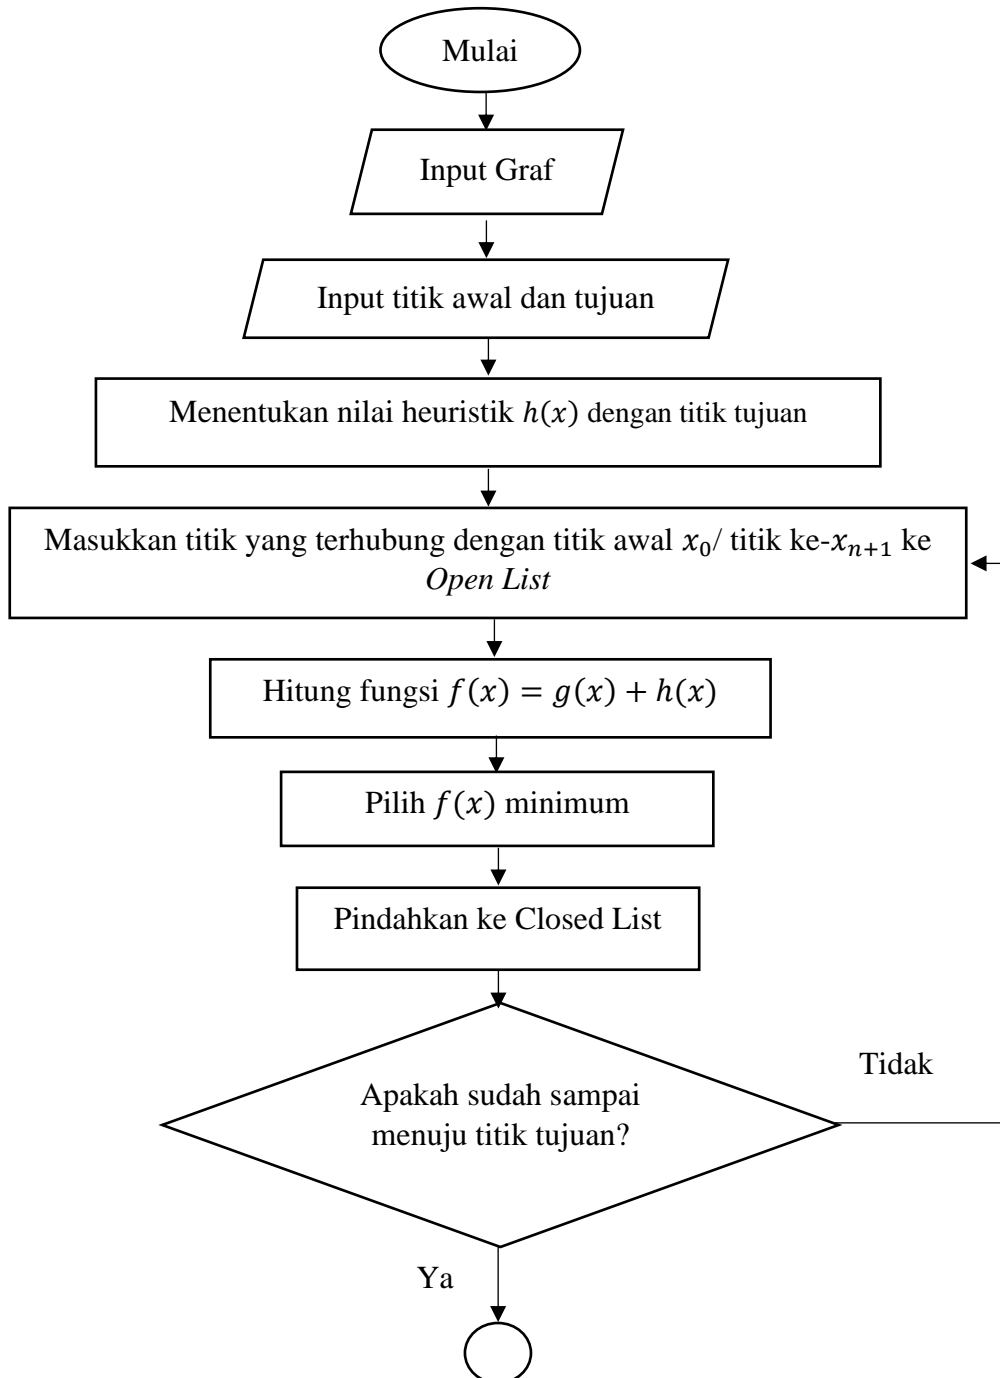 Mulai
Input Graf
Input titik awal dan tujuan
Menentukan nilai heuristik h(x) dengan titik tujuan
Masukkan titik yang terhubung dengan titik awal x₀/ titik ke-xₙ₊₁ ke
Open List
Hitung fungsi f(x) = g(x) + h(x)
Pilih f(x) minimum
Pindahkan ke Closed List
Apakah sudah sampai
menuju titik tujuan?
Tidak
Ya